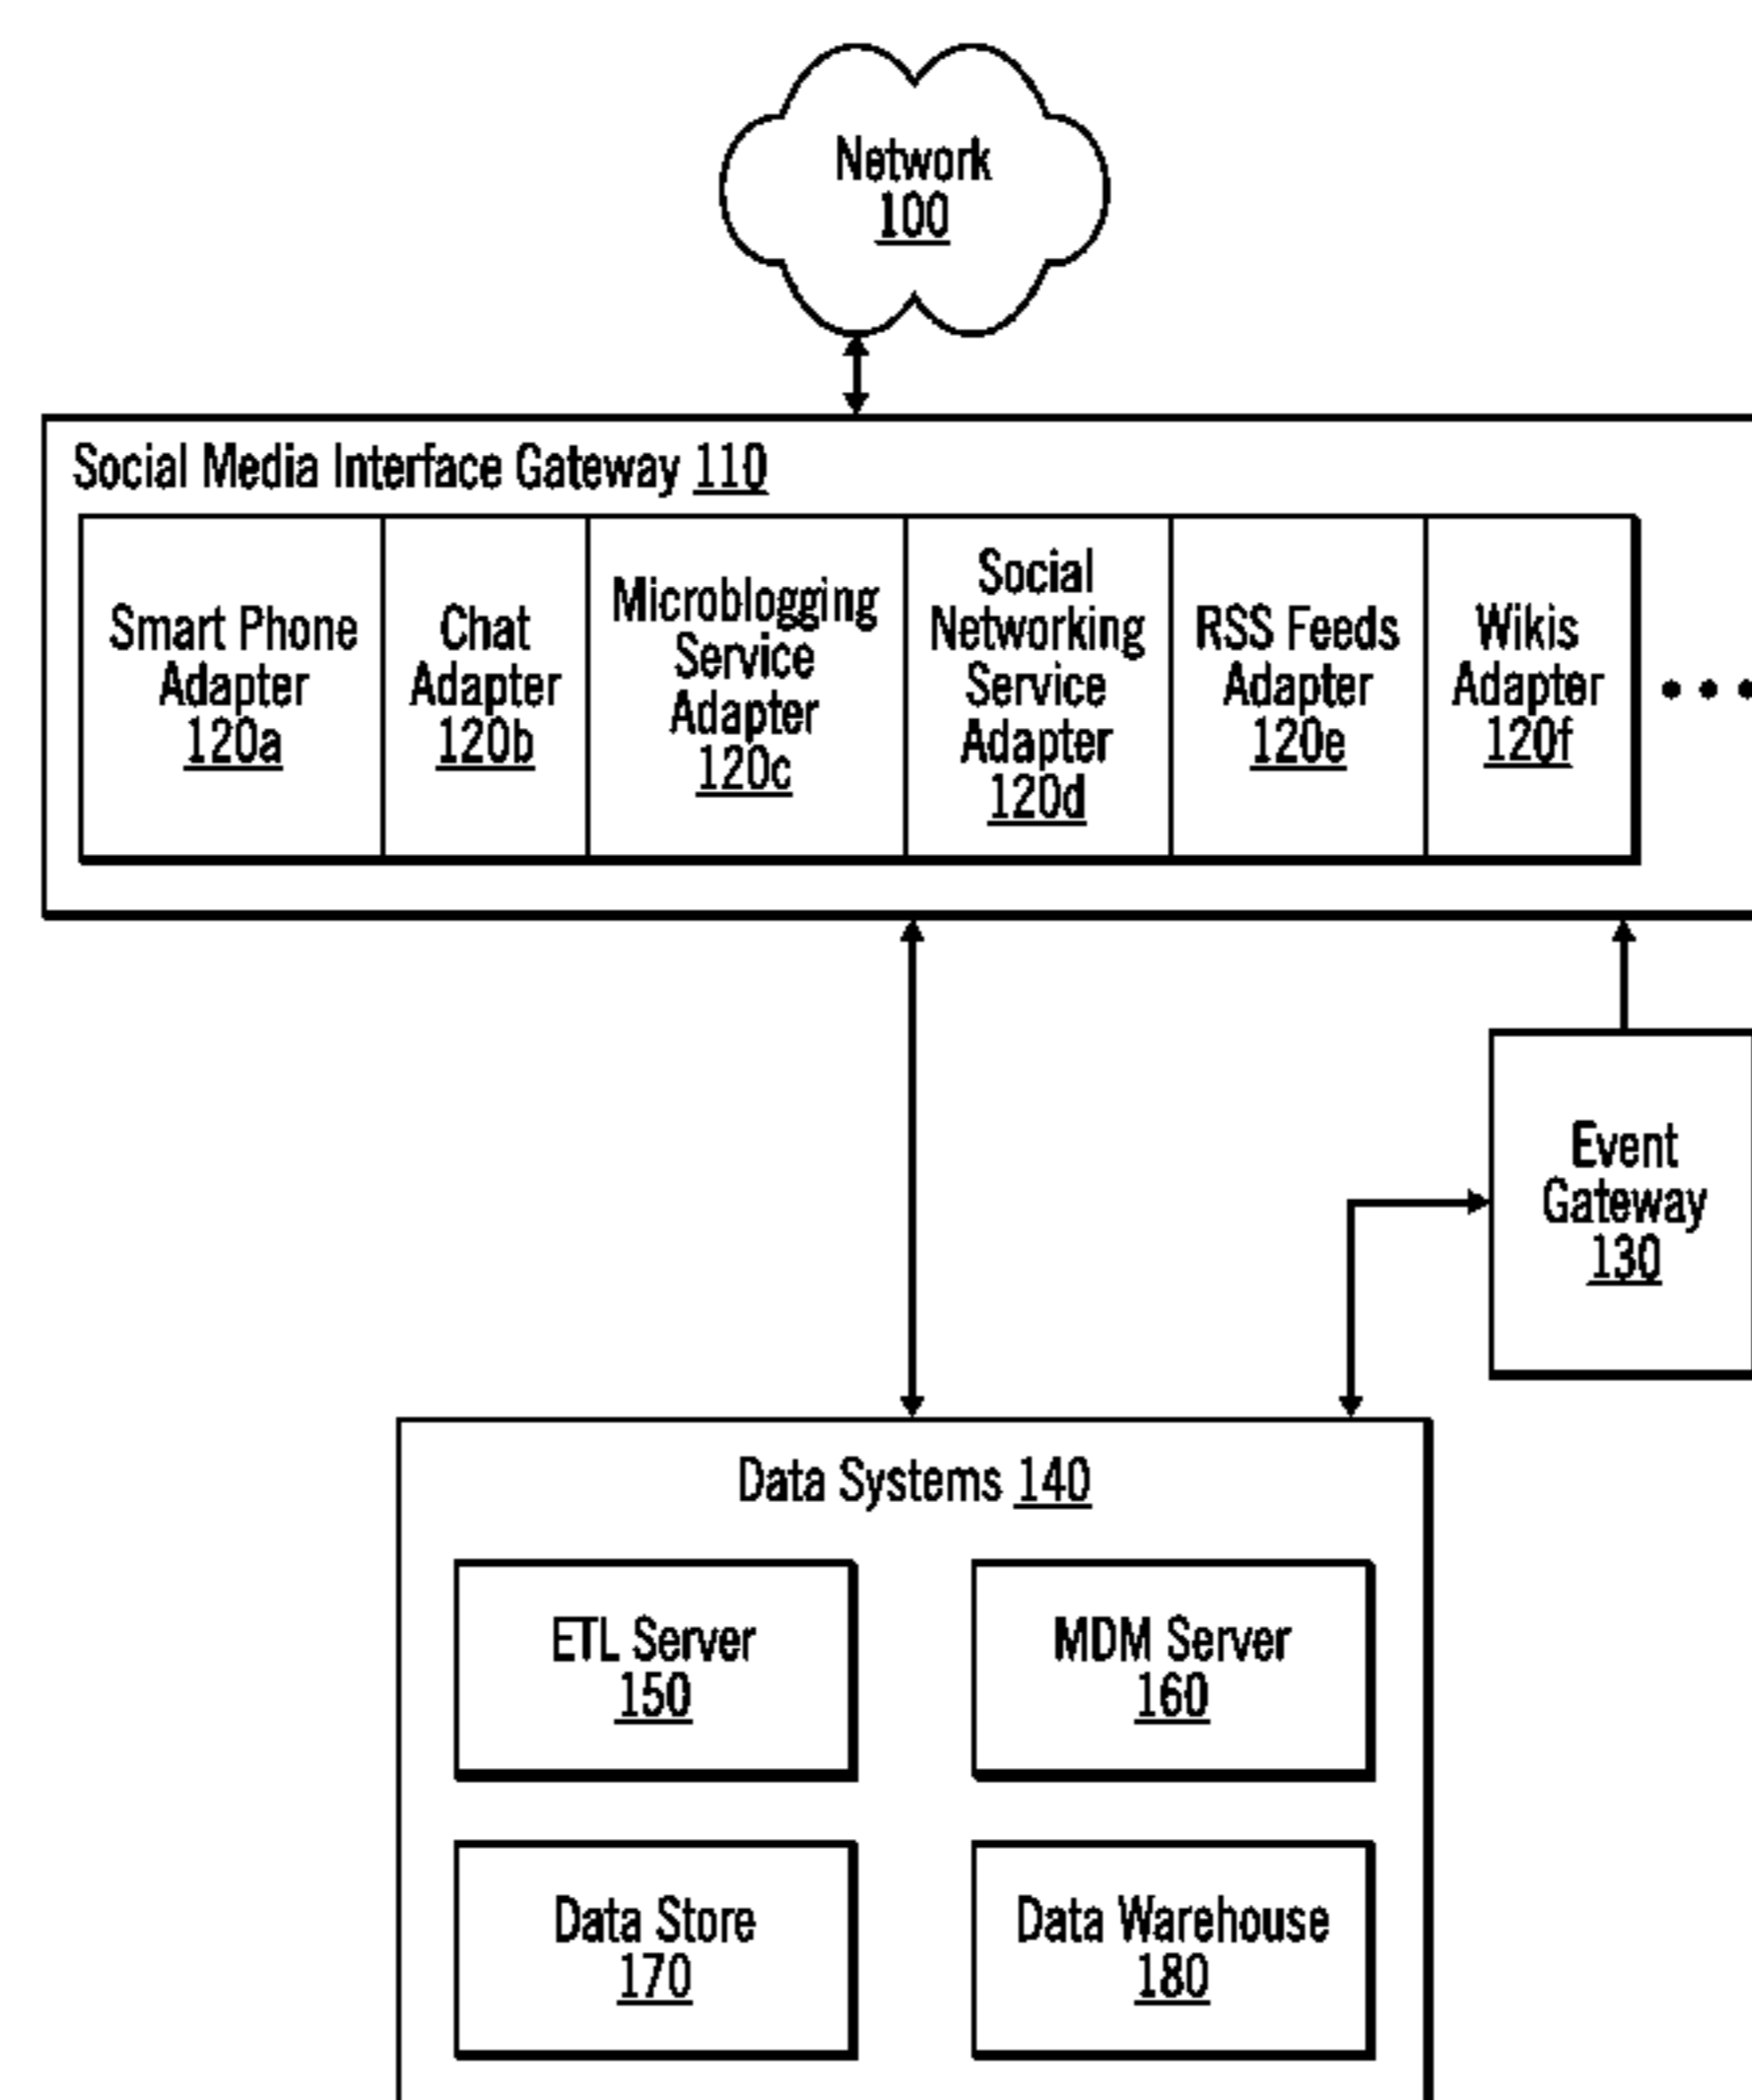 Network
100
Social Media Interface Gateway 110
Smart Phone
Adapter
120a
Chat
Adapter
120b
Microblogging
Service
Adapter
120c
Social
Networking
Service
Adapter
120d
RSS Feeds
Adapter
120e
Wikis
Adapter
120f
Event
Gateway
130
Data Systems 140
ETL Server
150
MDM Server
160
Data Store
170
Data Warehouse
180